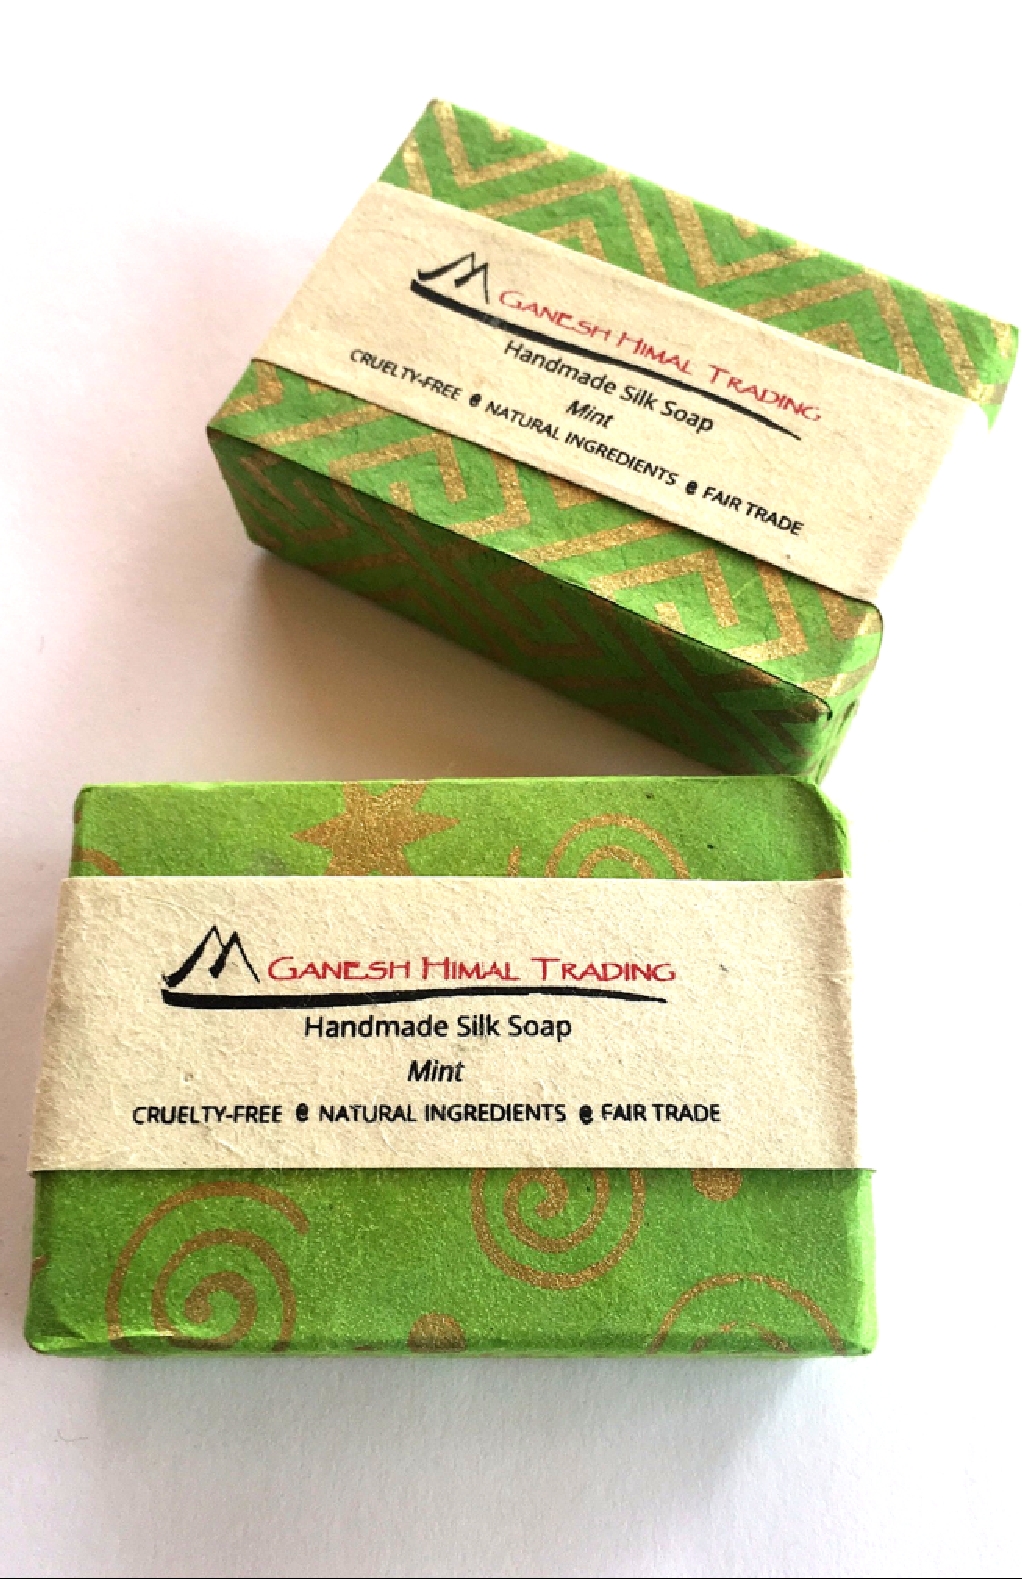 GANESH HIMAL TRADING
Handmade Silk Soap
Mint
CRUELTY-FREE @ NATURAL INGREDIENTS @ FAIR TRADE
GANESH HIMAL TRADING
Handmade Silk Soap
Mint
CRUELTY-FREE @ NATURAL INGREDIENTS @ FAIR TRADE